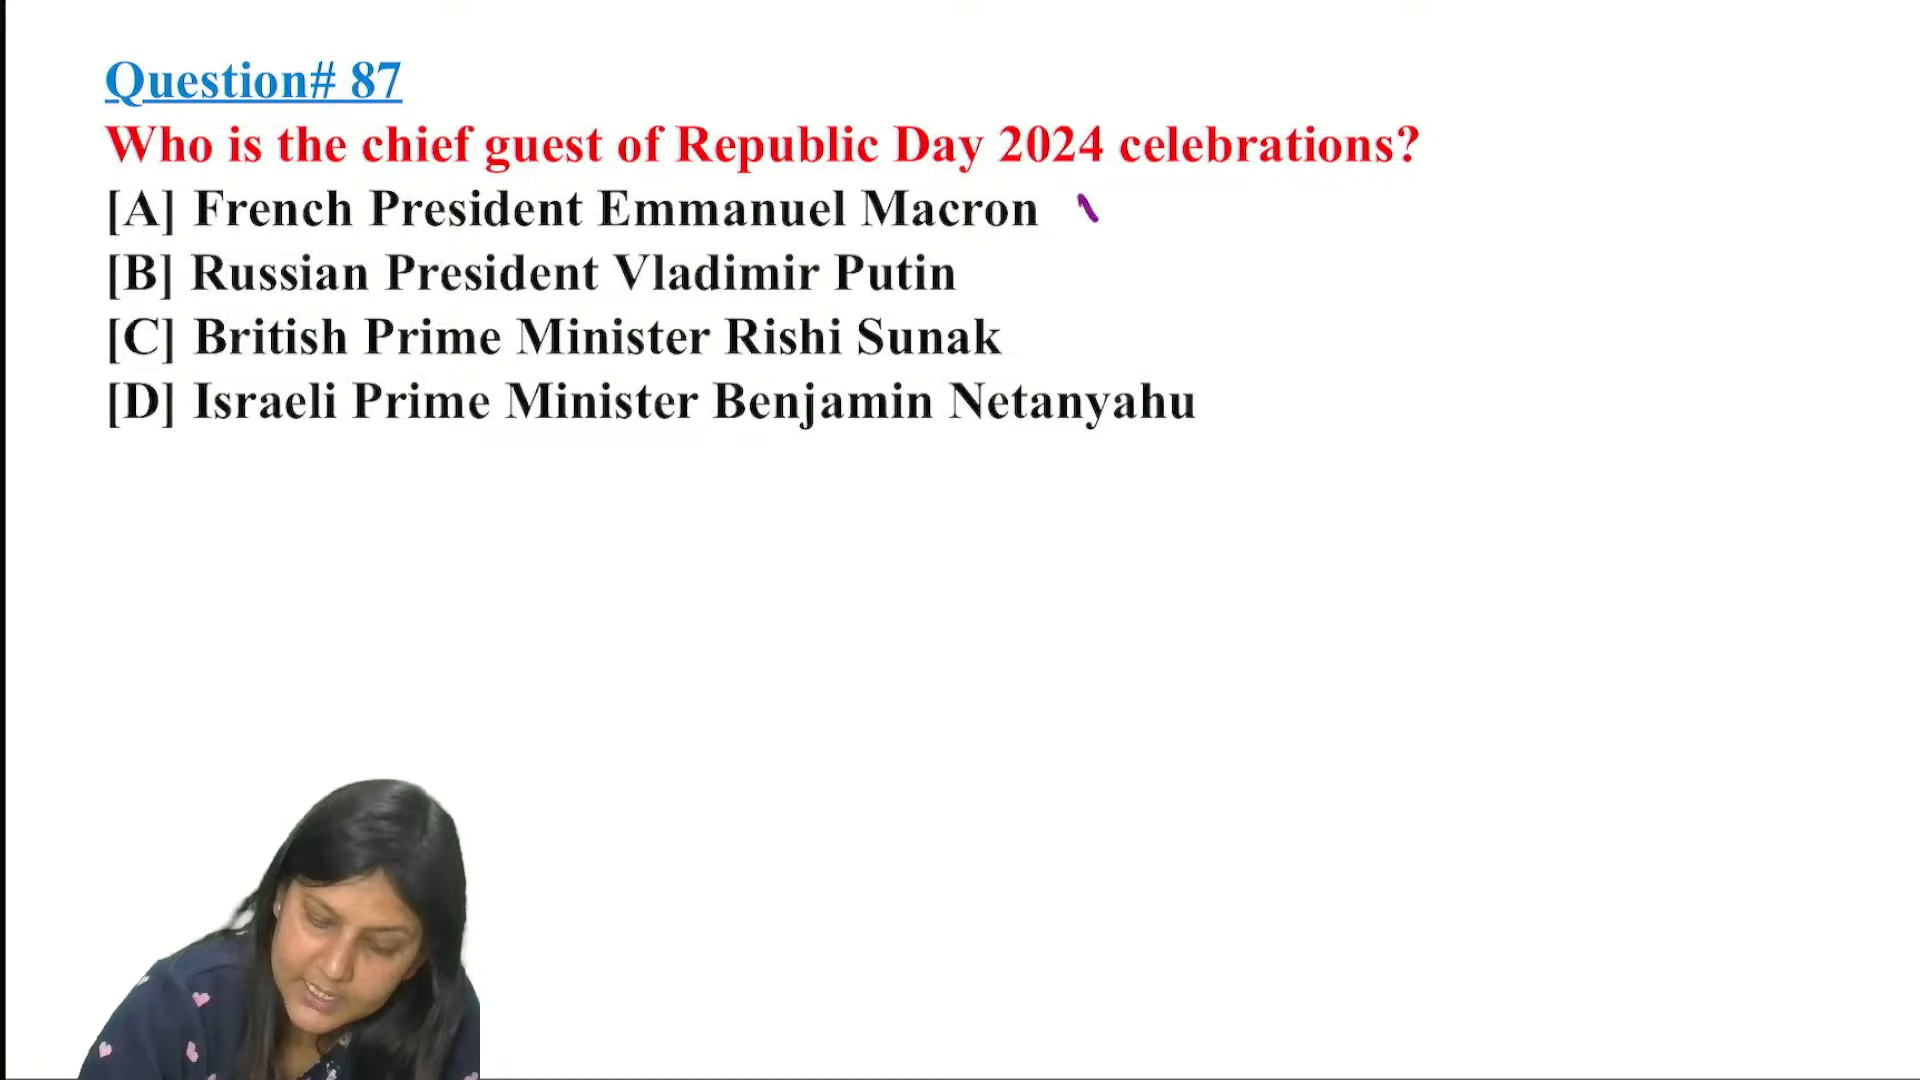 Question# 87
Who is the chief guest of Republic Day 2024 celebrations?
[A] French President Emmanuel Macron
[B] Russian President Vladimir Putin
[C] British Prime Minister Rishi Sunak
[D] Israeli Prime Minister Benjamin Netanyahu